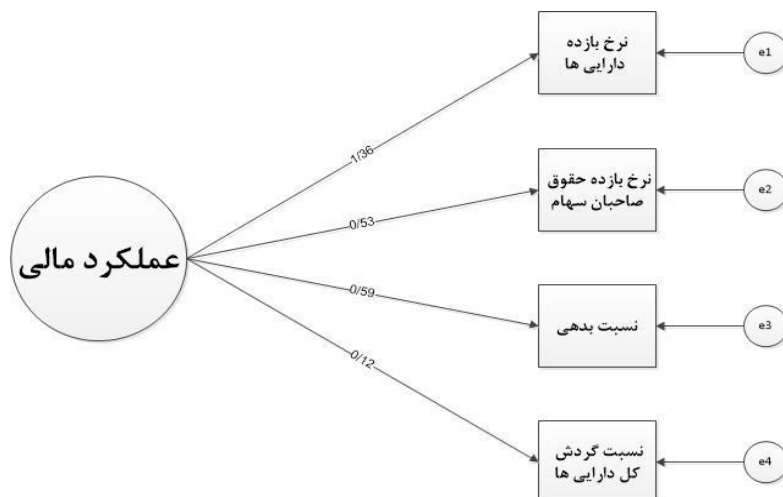 نرخ بازده
دارایی ها
e1
1/36
نرخ بازده حقوق
صاحبان سهام
e2
0/53
عملکرد مالی
0/59
نسبت بدهی
e3
0/12
نسبت گردش
کل دارایی ها
e4